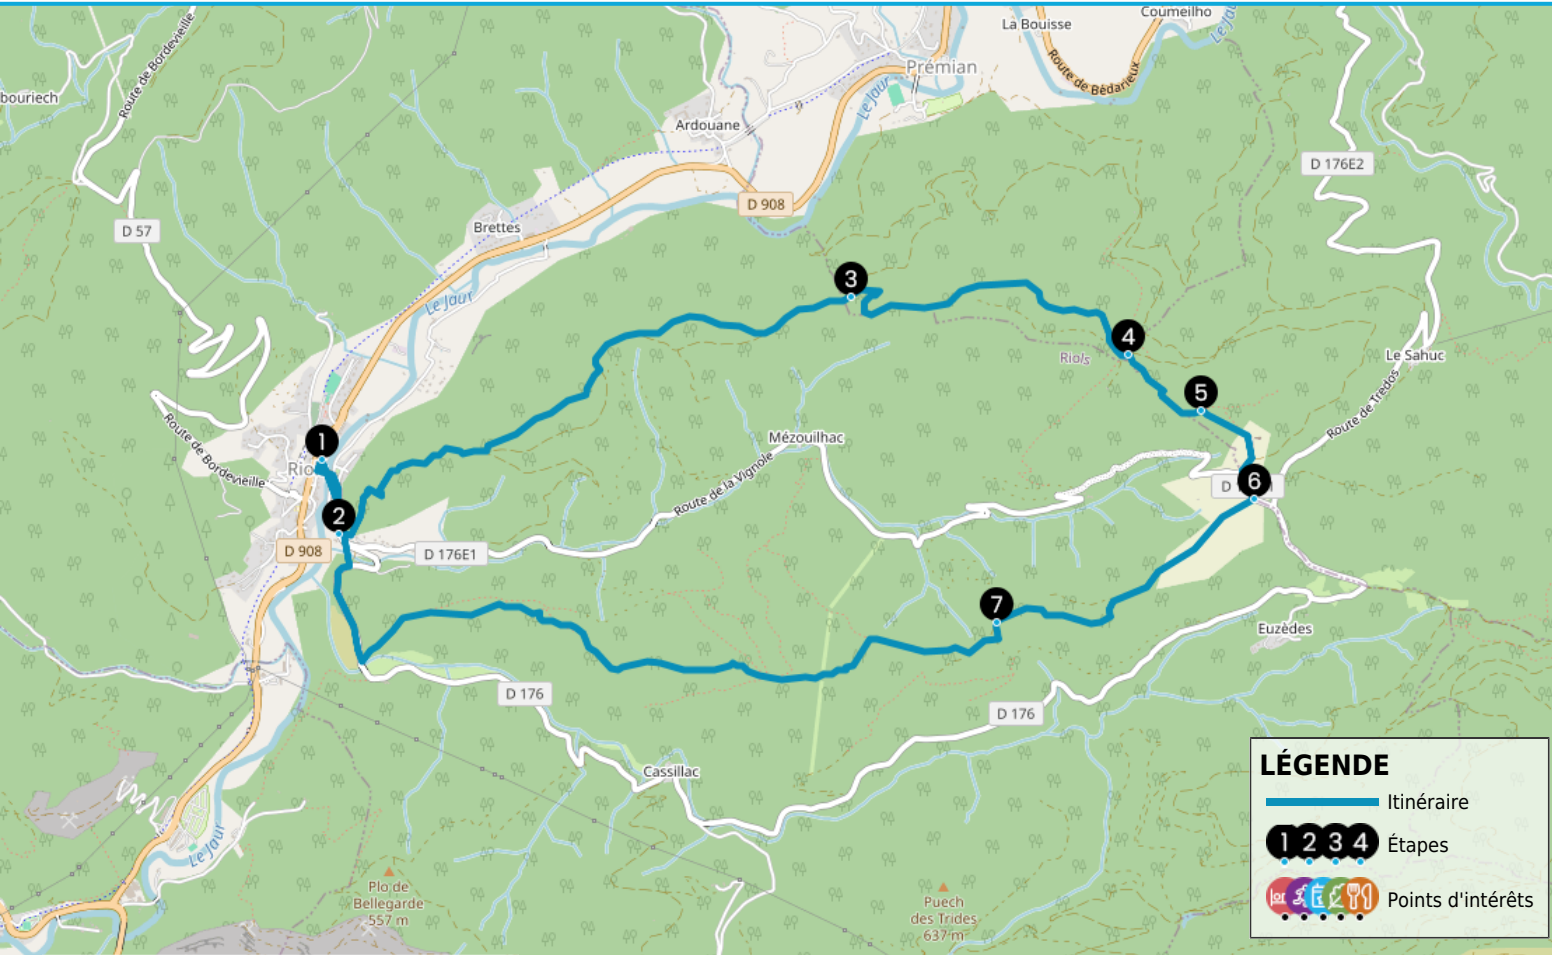 La Bouisse
Coumeilho
Le Jaur
Route de Bordevieille
Prémian
Route de Bédarieux
bouriech
Le Jaur
Ardouane
D 176E2
D 908
D 57
Brettes
Le Jaur
3
4
Riols
Le Sahuc
5
Route de Tredos
Route de Bordevieille
1
Mézouilhac
Rio
Route de la Vignole
6
D
2
D 908
D 176E1
7
Euzèdes
D 176
D 176
Cassillac
Le Jaur
Plo de
Bellegarde
557 m
Puech
des Trides
637 m
LÉGENDE
Itinéraire
1 2 3 4
Étapes
Points d'intérêts